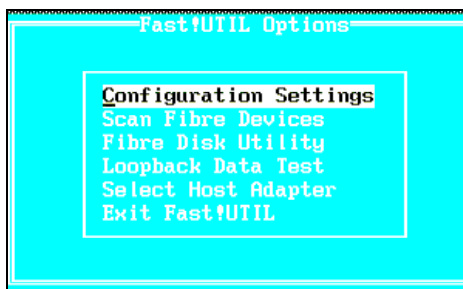 Fast!UTIL Options
Configuration Settings
Scan Fibre Devices
Fibre Disk Utility
Loopback Data Test
Select Host Adapter
Exit Fast!UTIL